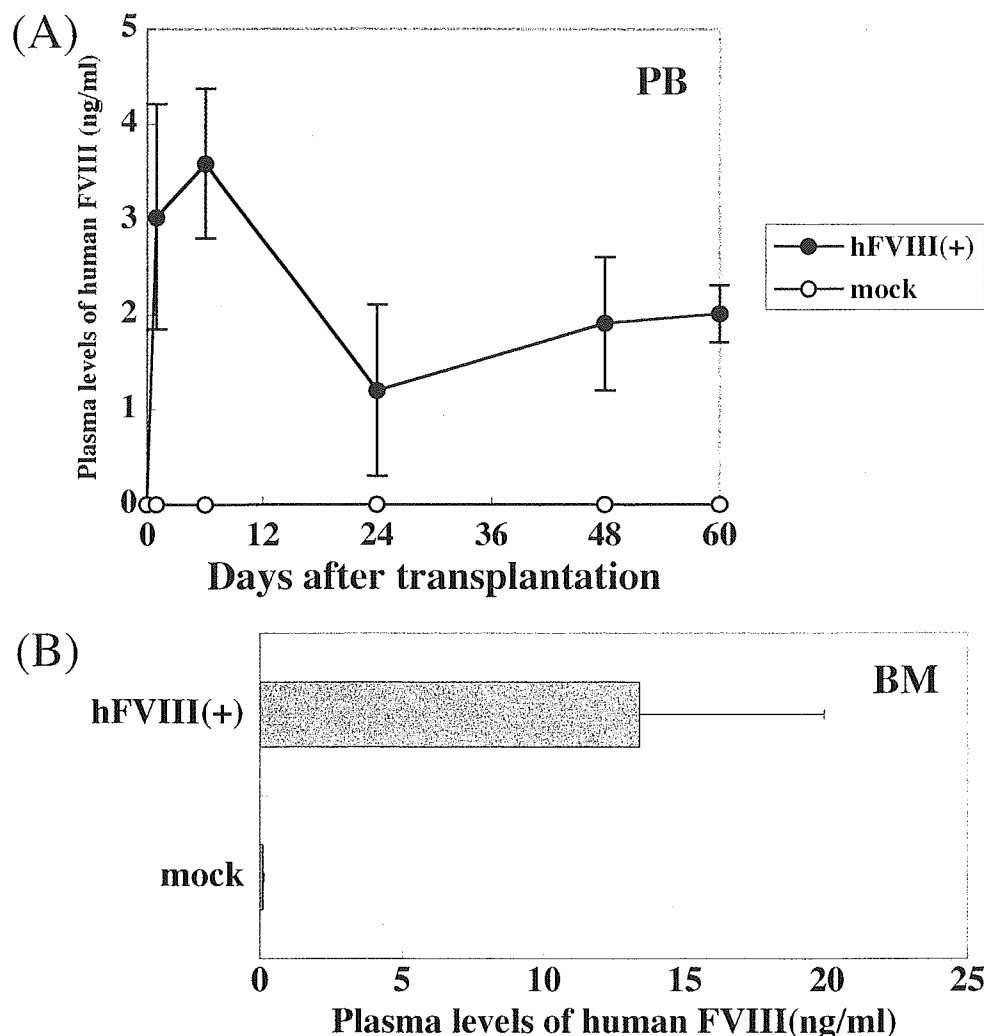 (A)
Plasma levels of human FVIII (ng/ml)
5
4
3
2
1
0
PB
0 12 24 36 48 60
Days after transplantation
hFVIII(+)
mock
(B)
BM
hFVIII(+)
mock
0 5 10 15 20 25
Plasma levels of human FVIII(ng/ml)